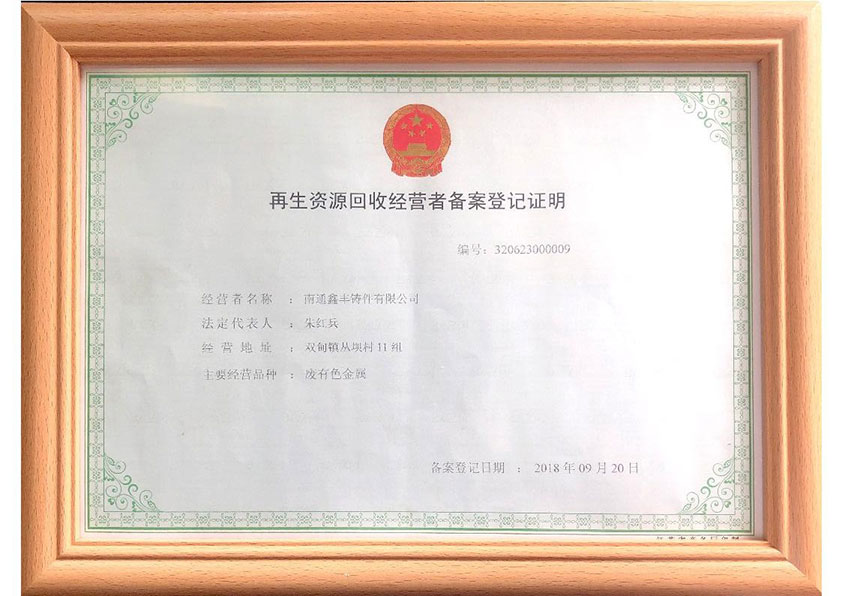 再生资源回收经营者备案登记证明
编号：320623000009
经营者名称 ：南通鑫丰铸件有限公司
法定代表人 ：朱红兵
经 营 地 址 ：双甸镇丛坝村11组
主要经营品种 ：废有色金属
备案登记日期 ：2018年09月20日